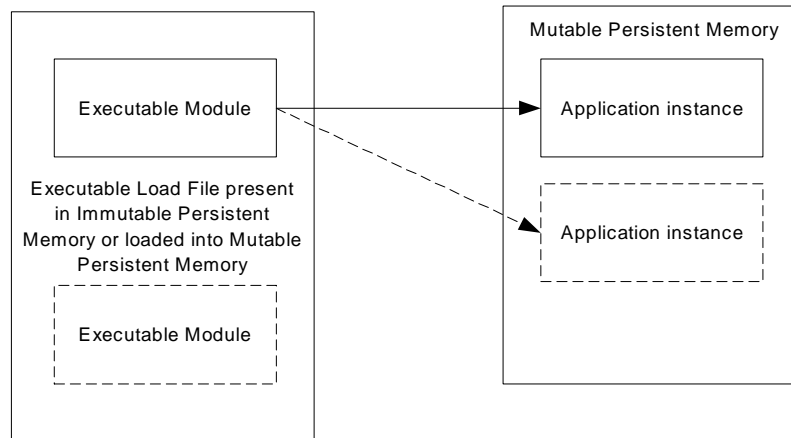 Executable Module
Executable Load File present
in Immutable Persistent
Memory or loaded into Mutable
Persistent Memory
Executable Module
Mutable Persistent Memory
Application instance
Application instance